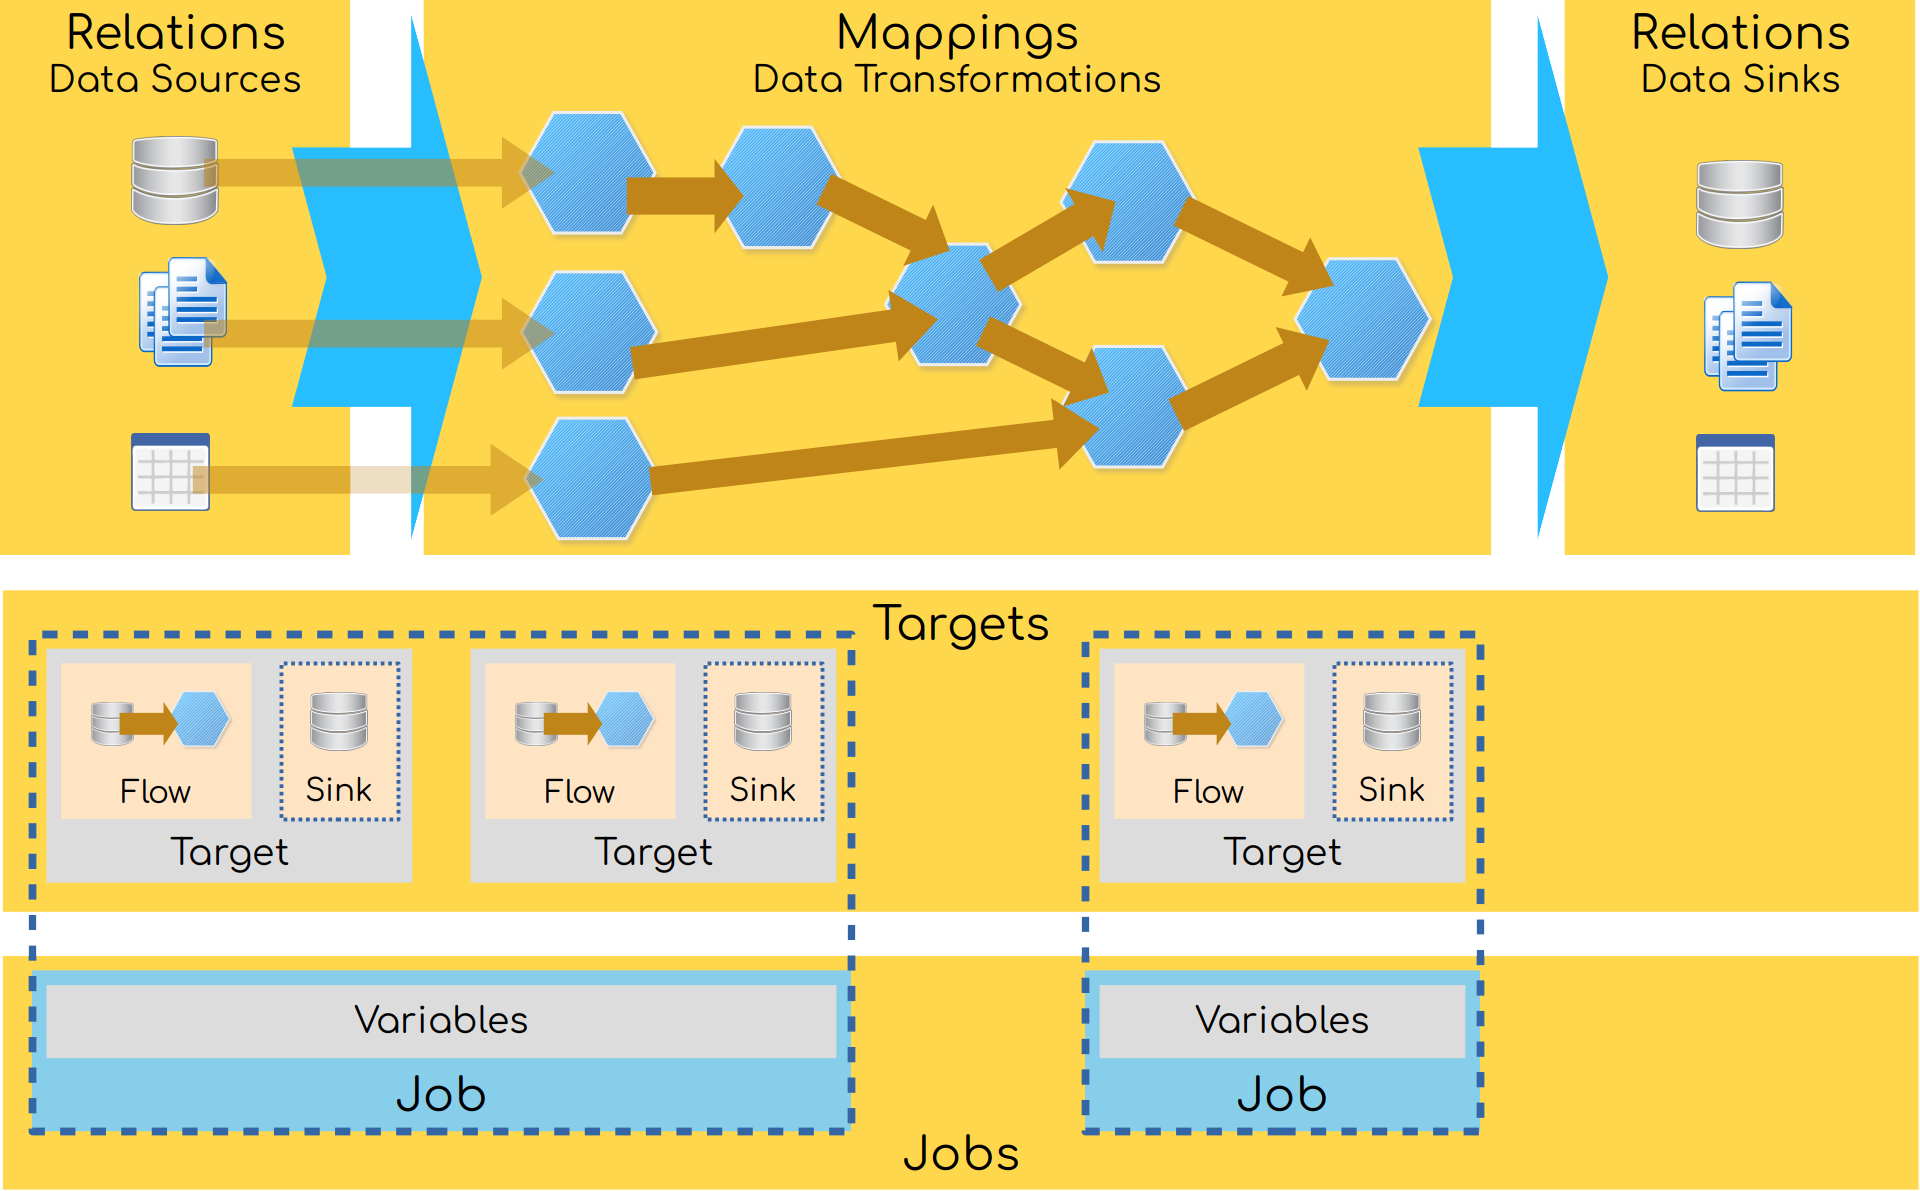 Relations
Data Sources
Mappings
Data Transformations
Relations
Data Sinks
Targets
Flow
Sink
Target
Flow
Sink
Target
Flow
Sink
Target
Variables
Job
Variables
Job
Jobs